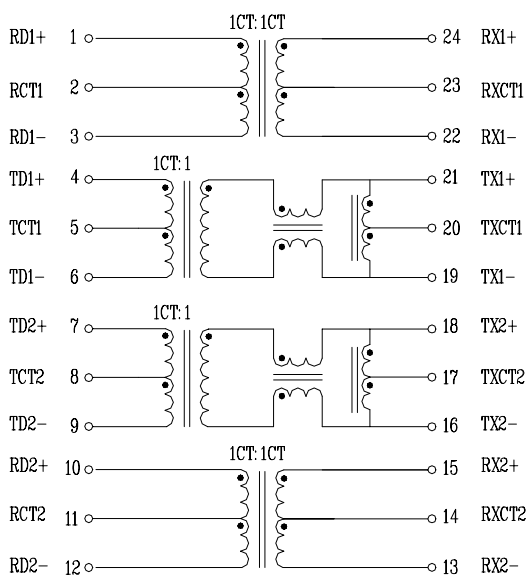 1CT:1CT
RD1+ 1 24 RX1+
RCT1 2 23 RXCT1
RD1- 3 22 RX1-
1CT:1
TD1+ 4 21 TX1+
TCT1 5 20 TXCT1
TD1- 6 19 TX1-
1CT:1
TD2+ 7 18 TX2+
TCT2 8 17 TXCT2
TD2- 9 16 TX2-
1CT:1CT
RD2+ 10 15 RX2+
RCT2 11 14 RXCT2
RD2- 12 13 RX2-